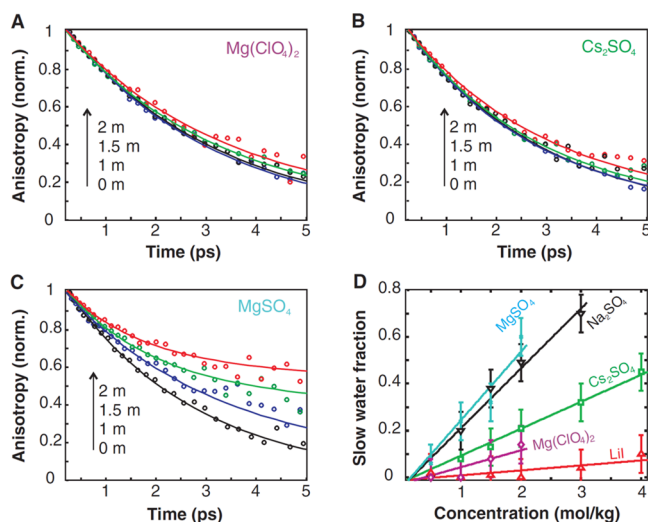 A
Mg(ClO₄)₂
Anisotropy (norm.)
1
0.8
0.6
0.4
0.2
0
2 m
1.5 m
1 m
0 m
1
2
3
4
5
Time (ps)
B
Cs₂SO₄
Anisotropy (norm.)
1
0.8
0.6
0.4
0.2
0
2 m
1.5 m
1 m
0 m
1
2
3
4
5
Time (ps)
C
MgSO₄
Anisotropy (norm.)
1
0.8
0.6
0.4
0.2
2 m
1.5 m
1 m
0 m
1
2
3
4
5
Time (ps)
D
Slow water fraction
0.8
0.6
0.4
0.2
0
MgSO₄
Na₂SO₄
Cs₂SO₄
Mg(ClO₄)₂
LiI
0
1
2
3
4
Concentration (mol/kg)